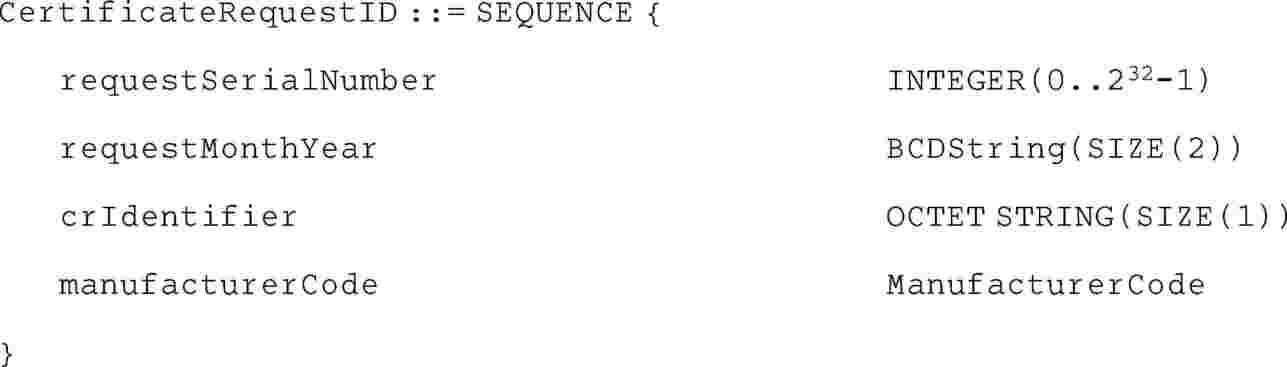 CertificateRequestID ::= SEQUENCE {
requestSerialNumber INTEGER(0..2³²-1)
requestMonthYear BCDString(SIZE(2))
crIdentifier OCTET STRING(SIZE(1))
manufacturerCode ManufacturerCode
}